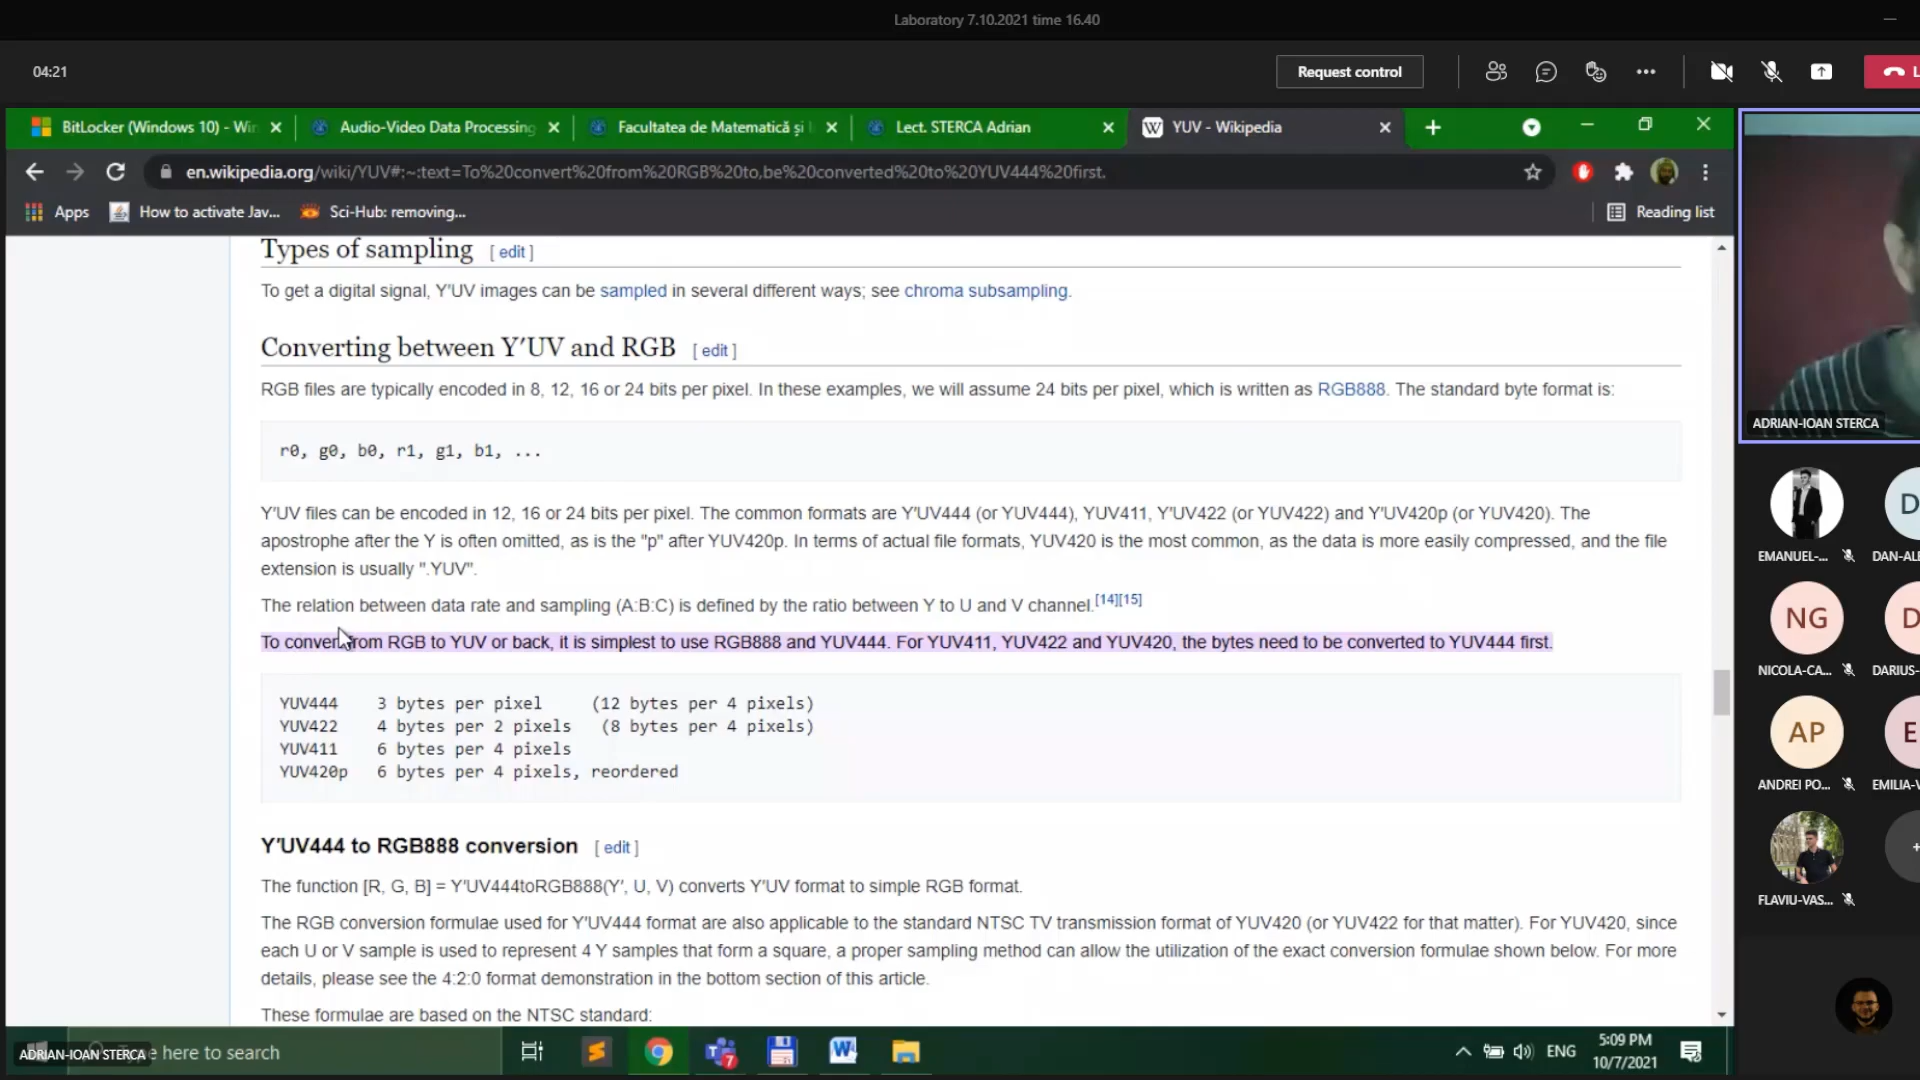 Laboratory 7.10.2021 time 16.40
04:21
Request control
BitLocker (Windows 10) - Wi
Audio-Video Data Processing
Facultatea de Matematică și
Lect. STERCA Adrian
YUV - Wikipedia
en.wikipedia.org/wiki/YUV#:~:text=To%20convert%20from%20RGB%20to,be%20converted%20to%20YUV444%20first.
Apps
How to activate Jav...
Sci-Hub: removing...
Reading list
Types of sampling [ edit ]
To get a digital signal, Y'UV images can be sampled in several different ways; see chroma subsampling.
Converting between Y′UV and RGB [ edit ]
RGB files are typically encoded in 8, 12, 16 or 24 bits per pixel. In these examples, we will assume 24 bits per pixel, which is written as RGB888. The standard byte format is:
r0, g0, b0, r1, g1, b1, ...
Y'UV files can be encoded in 12, 16 or 24 bits per pixel. The common formats are Y'UV444 (or YUV444), YUV411, Y'UV422 (or YUV422) and Y'UV420p (or YUV420). The
apostrophe after the Y is often omitted, as is the "p" after YUV420p. In terms of actual file formats, YUV420 is the most common, as the data is more easily compressed, and the file
extension is usually ".YUV".
The relation between data rate and sampling (A:B:C) is defined by the ratio between Y to U and V channel.[14][15]
To convert from RGB to YUV or back, it is simplest to use RGB888 and YUV444. For YUV411, YUV422 and YUV420, the bytes need to be converted to YUV444 first.
YUV444 3 bytes per pixel (12 bytes per 4 pixels)
YUV422 4 bytes per 2 pixels (8 bytes per 4 pixels)
YUV411 6 bytes per 4 pixels
YUV420p 6 bytes per 4 pixels, reordered
Y′UV444 to RGB888 conversion [ edit ]
The function [R, G, B] = Y'UV444toRGB888(Y', U, V) converts Y'UV format to simple RGB format.
The RGB conversion formulae used for Y'UV444 format are also applicable to the standard NTSC TV transmission format of YUV420 (or YUV422 for that matter). For YUV420, since
each U or V sample is used to represent 4 Y samples that form a square, a proper sampling method can allow the utilization of the exact conversion formulae shown below. For more
details, please see the 4:2:0 format demonstration in the bottom section of this article.
These formulae are based on the NTSC standard:
ADRIAN-IOAN STERCA
EMANUEL-...
D
DAN-ALE
NG
NICOLA-CA...
D
DARIUS-
AP
ANDREI PO...
E
EMILIA-V
FLAVIU-VAS...
+
ADRIAN-IOAN STERCA
here to search
7
W
ENG
5:09 PM
10/7/2021